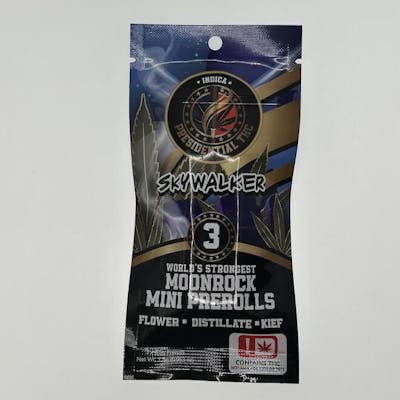 • INDICA •
PRESIDENTIAL THC
SKYWALKER
3
WORLD'S STRONGEST
MOONROCK
MINI PREROLLS
FLOWER • DISTILLATE • KIEF
CONTAINS THC